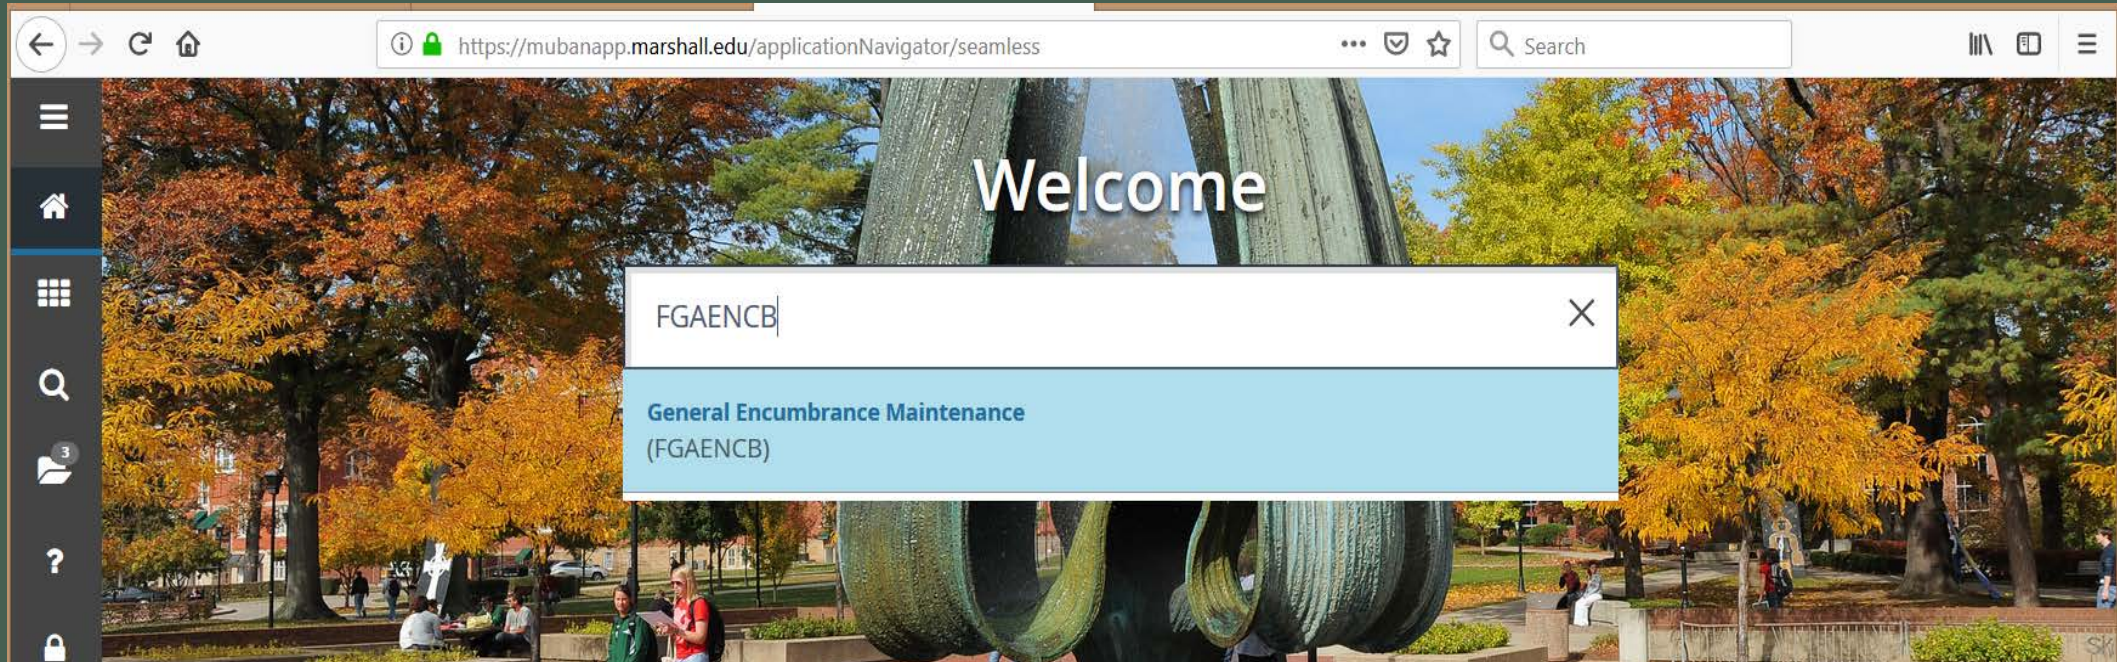 https://mubanapp.marshall.edu/applicationNavigator/seamless
Search
Welcome
FGAENCB
General Encumbrance Maintenance
(FGAENCB)
3
?